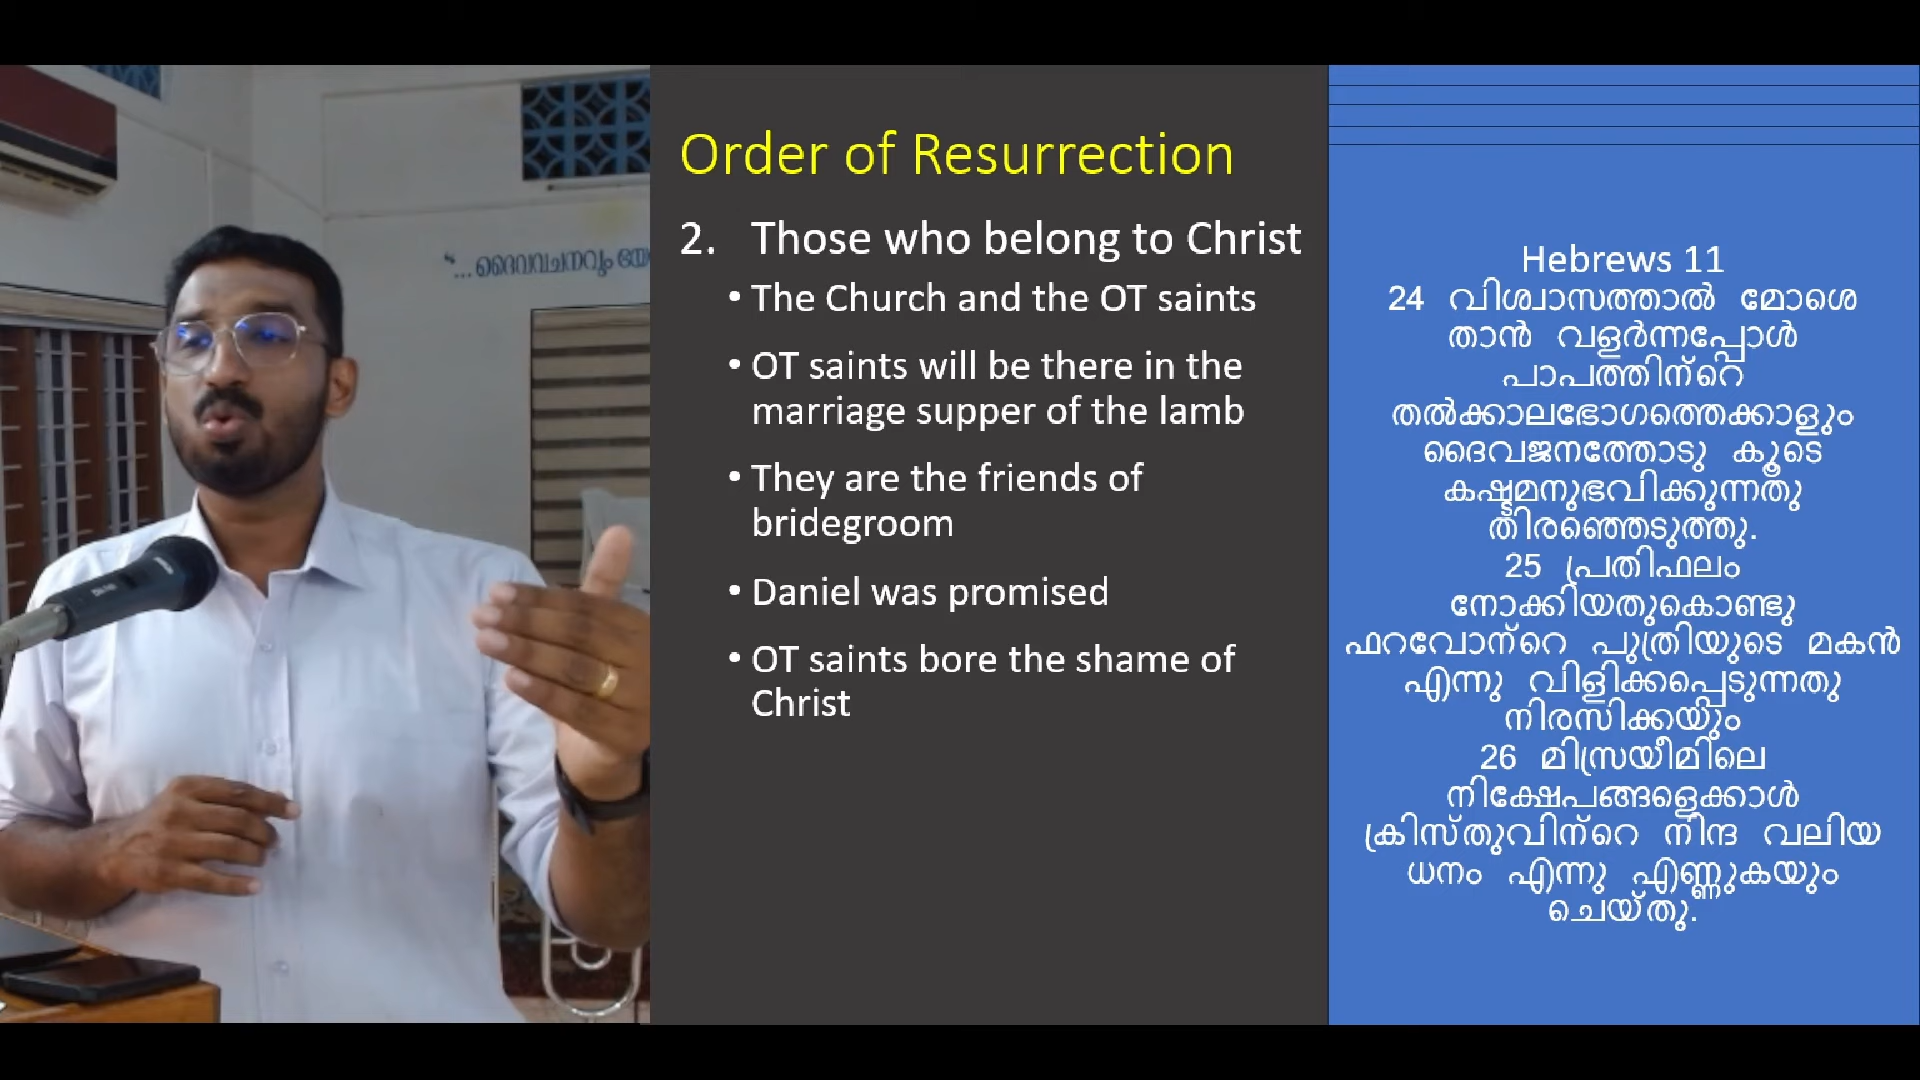 "...ദൈവവചനവും
Order of Resurrection
2. Those who belong to Christ
• The Church and the OT saints
• OT saints will be there in the
marriage supper of the lamb
• They are the friends of
bridegroom
• Daniel was promised
• OT saints bore the shame of
Christ
Hebrews 11
24 വിശ്വാസത്താൽ മോശെ
താൻ വളർന്നപ്പോൾ
പാപത്തിന്റെ
തൽക്കാലഭോഗത്തെക്കാളും
ദൈവജനത്തോടു കൂടെ
കഷ്ടമനുഭവിക്കുന്നതു
തിരഞ്ഞെടുത്തു.
25 പ്രതിഫലം
നോക്കിയതുകൊണ്ടു
ഫറവോന്റെ പുത്രിയുടെ മകൻ
എന്നു വിളിക്കപ്പെടുന്നതു
നിരസിക്കയും
26 മിസ്രയീമിലെ
നിക്ഷേപങ്ങളെക്കാൾ
ക്രിസ്തുവിന്റെ നിന്ദ വലിയ
ധനം എന്നു എണ്ണുകയും
ചെയ്തു.